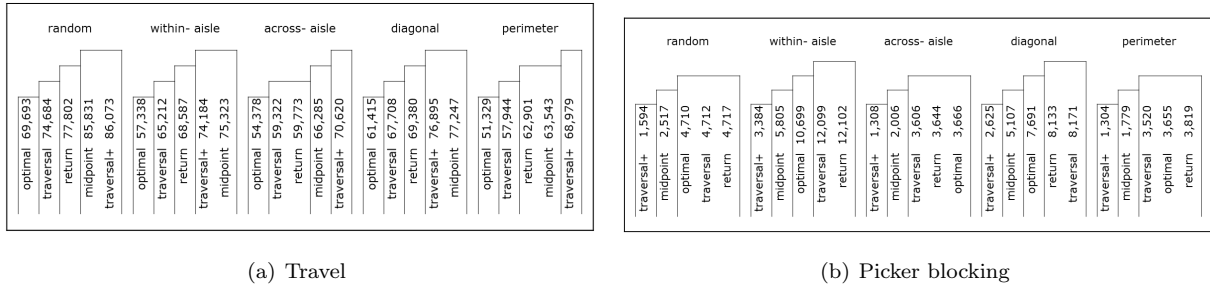 random within- aisle across- aisle diagonal perimeter
optimal 69,693
traversal 74,684
return 77,802
midpoint 85,831
traversal+ 86,073
optimal 57,338
traversal 65,212
return 68,587
traversal+ 74,184
midpoint 75,323
optimal 54,378
traversal 59,322
return 59,773
midpoint 66,285
traversal+ 70,620
optimal 61,415
traversal 67,708
return 69,380
traversal+ 76,895
midpoint 77,247
optimal 51,329
traversal 57,944
return 62,901
midpoint 63,543
traversal+ 68,979
(a) Travel
random within- aisle across- aisle diagonal perimeter
traversal+ 1,594
midpoint 2,517
optimal 4,710
traversal 4,712
return 4,717
traversal+ 3,384
midpoint 5,805
optimal 10,699
traversal 12,099
return 12,102
traversal+ 1,308
midpoint 2,006
traversal 3,606
return 3,644
optimal 3,666
traversal+ 2,625
midpoint 5,107
optimal 7,691
return 8,133
traversal 8,171
traversal+ 1,304
midpoint 1,779
traversal 3,520
optimal 3,655
return 3,819
(b) Picker blocking